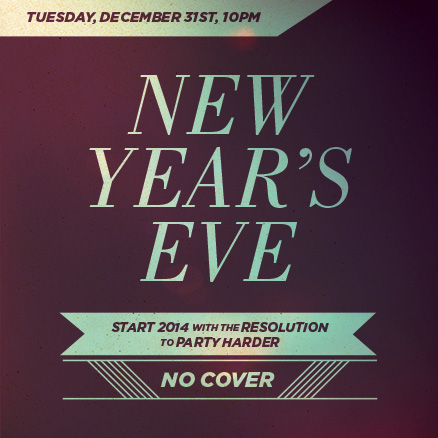 TUESDAY, DECEMBER 31ST, 10PM
NEW
YEAR'S
EVE
START 2014 WITH THE RESOLUTION
TO PARTY HARDER
NO COVER